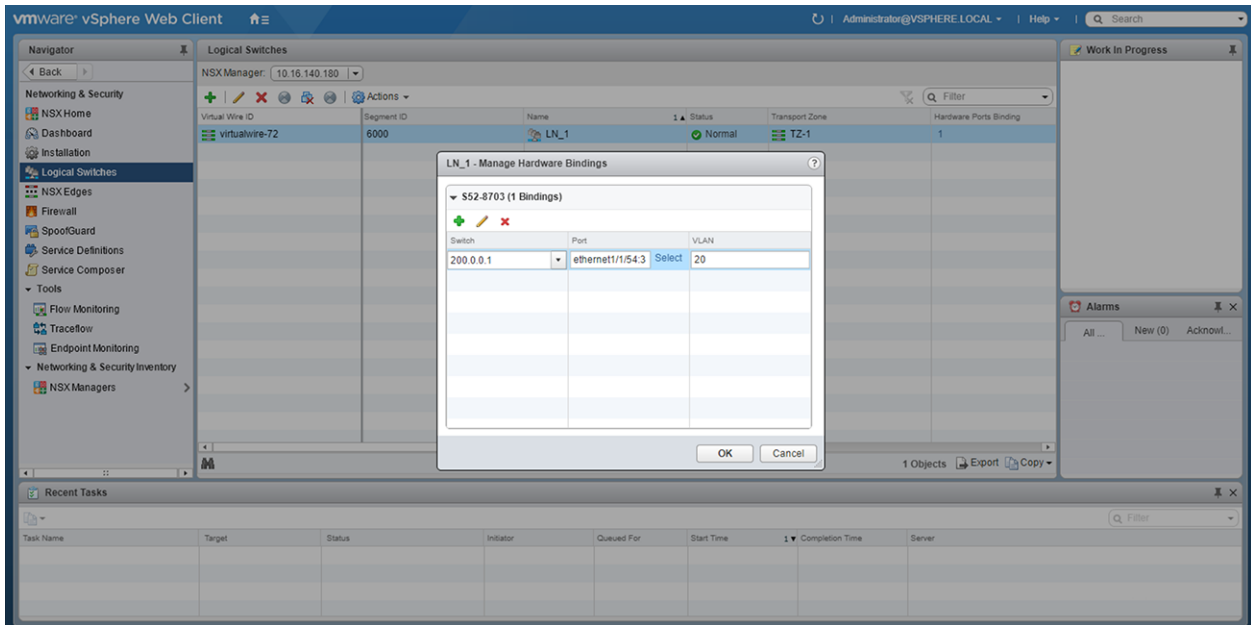 vmware® vSphere Web Client
Administrator@VSPHERE.LOCAL | Help | Search
Navigator
Back
Networking & Security
NSX Home
Dashboard
Installation
Logical Switches
NSX Edges
Firewall
SpoofGuard
Service Definitions
Service Composer
Tools
Flow Monitoring
Traceflow
Endpoint Monitoring
Networking & Security Inventory
NSX Managers
Logical Switches
NSX Manager: 10.16.140.180
Actions
Filter
Virtual Wire ID Segment ID Name 1 Status Transport Zone Hardware Ports Binding
virtualwire-72 6000 LN_1 Normal TZ-1 1
LN_1 - Manage Hardware Bindings ?
S52-8703 (1 Bindings)
Switch Port VLAN
200.0.0.1 ethernet1/1/54:3 Select 20
OK Cancel
1 Objects Export Copy
Work In Progress
Alarms
All ... New (0) Acknowl...
Recent Tasks
Filter
Task Name Target Status Initiator Queued For Start Time 1 Completion Time Server